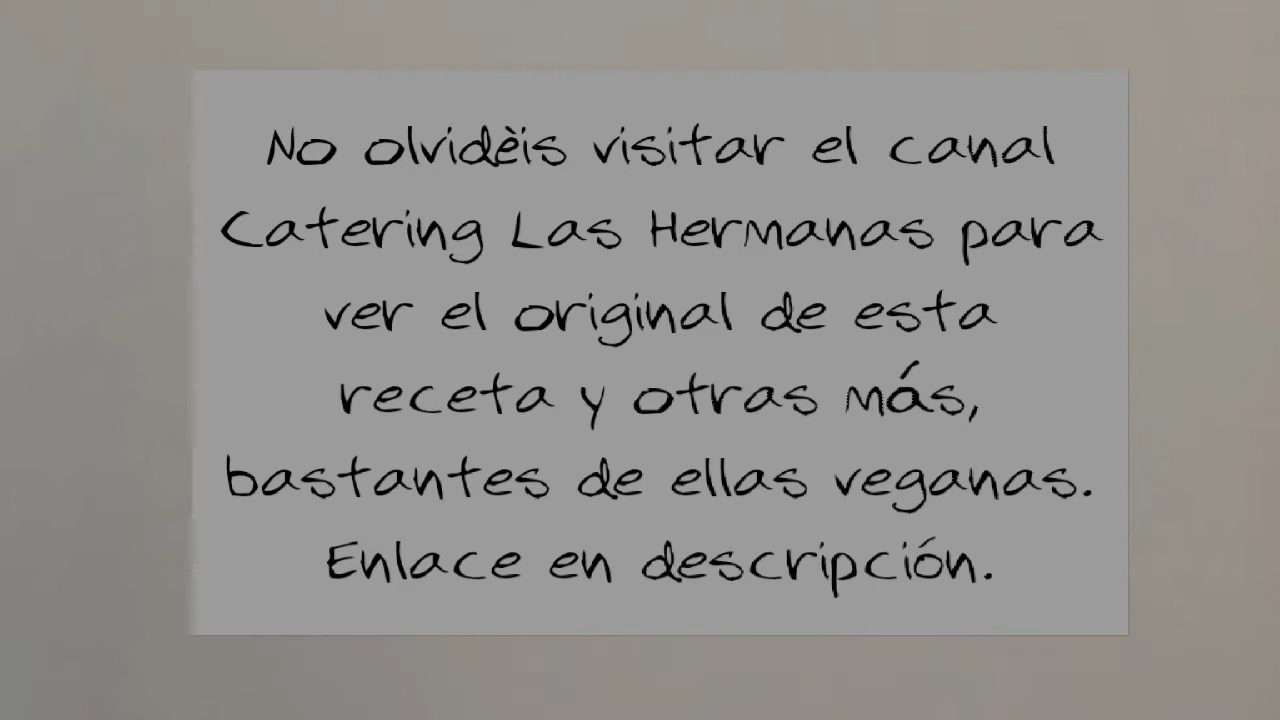 No olvidèis visitar el canal
Catering Las Hermanas para
ver el original de esta
receta y otras más,
bastantes de ellas veganas.
Enlace en descripción.